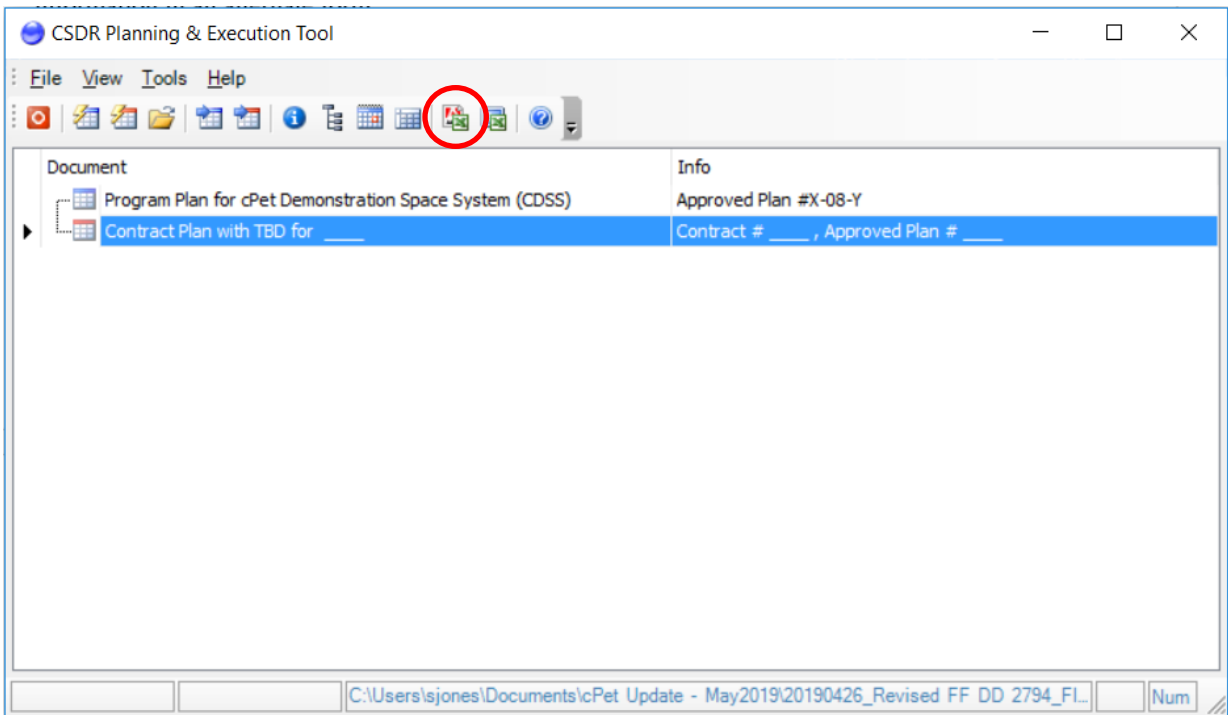 CSDR Planning & Execution Tool
File View Tools Help
Document Info
Program Plan for cPet Demonstration Space System (CDSS) Approved Plan #X-08-Y
Contract Plan with TBD for ____ Contract # ____ , Approved Plan # ____
C:\Users\sjones\Documents\cPet Update - May2019\20190426_Revised FF DD 2794_FI... Num